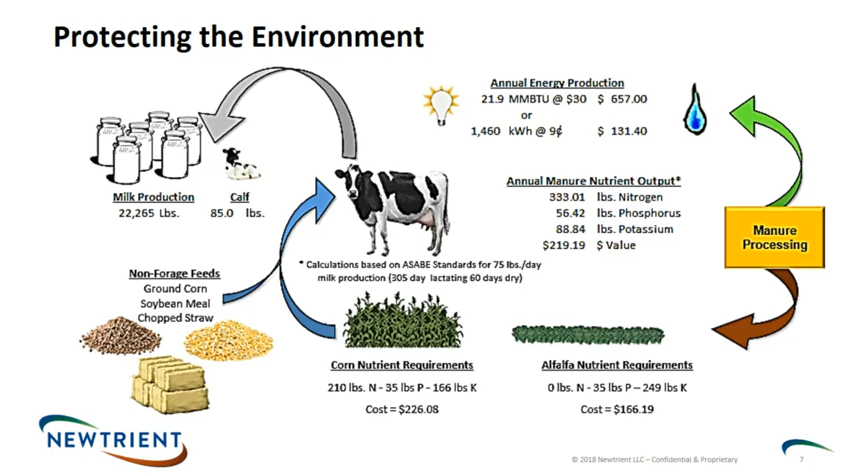 Protecting the Environment
Annual Energy Production
21.9 MMBTU @ $30 $ 657.00
or
1,460 kWh @ 9¢ $ 131.40
Milk Production
22,265 Lbs.
Calf
85.0 lbs.
Annual Manure Nutrient Output*
333.01 lbs. Nitrogen
56.42 lbs. Phosphorus
88.84 lbs. Potassium
$219.19 $ Value
Manure
Processing
* Calculations based on ASABE Standards for 75 lbs./day
milk production (305 day lactating 60 days dry)
Non-Forage Feeds
Ground Corn
Soybean Meal
Chopped Straw
Corn Nutrient Requirements
210 lbs. N - 35 lbs P - 166 lbs K
Cost = $226.08
Alfalfa Nutrient Requirements
0 lbs. N - 35 lbs P – 249 lbs K
Cost = $166.19
NEWTRIENT
© 2018 Newtrient LLC – Confidential & Proprietary
7